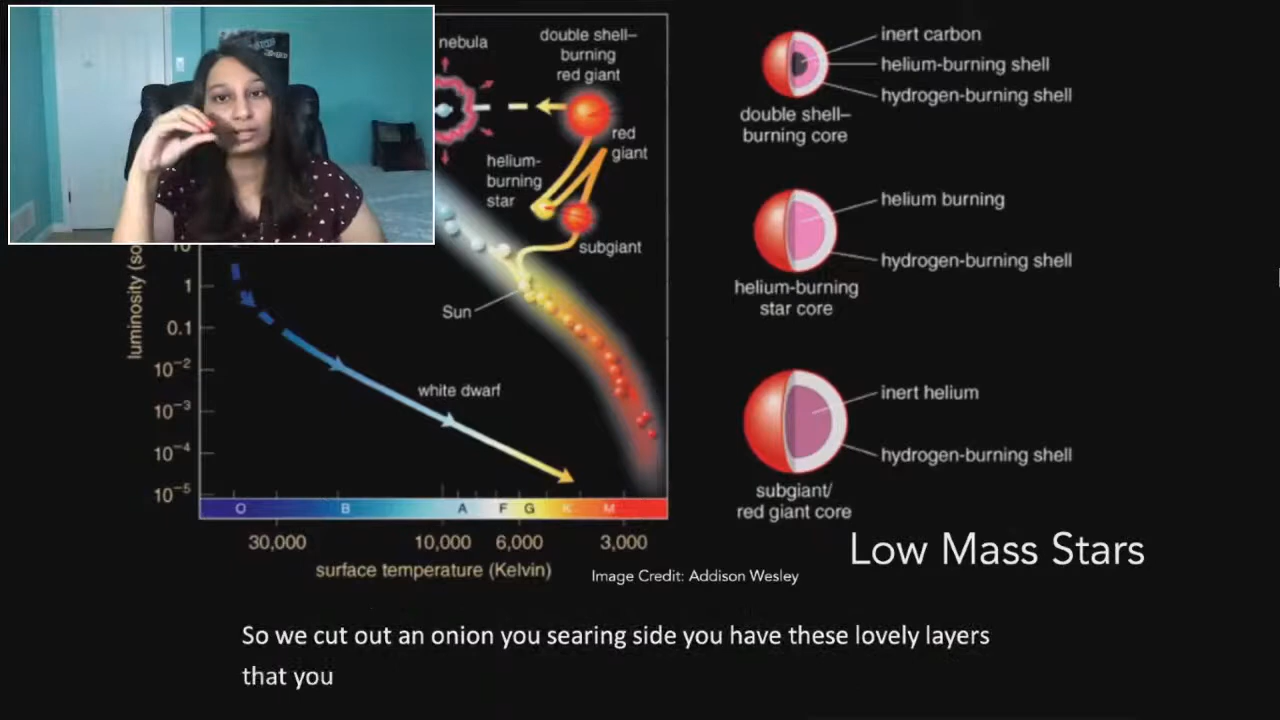 nebula
double shell–
burning
red giant
red
giant
helium-
burning
star
subgiant
Sun
white dwarf
luminosity
1
0.1
10⁻²
10⁻³
10⁻⁴
10⁻⁵
O B A F G K M
30,000 10,000 6,000 3,000
surface temperature (Kelvin)
inert carbon
helium-burning shell
hydrogen-burning shell
double shell–
burning core
helium burning
hydrogen-burning shell
helium-burning
star core
inert helium
hydrogen-burning shell
subgiant/
red giant core
Low Mass Stars
Image Credit: Addison Wesley
So we cut out an onion you searing side you have these lovely layers
that you